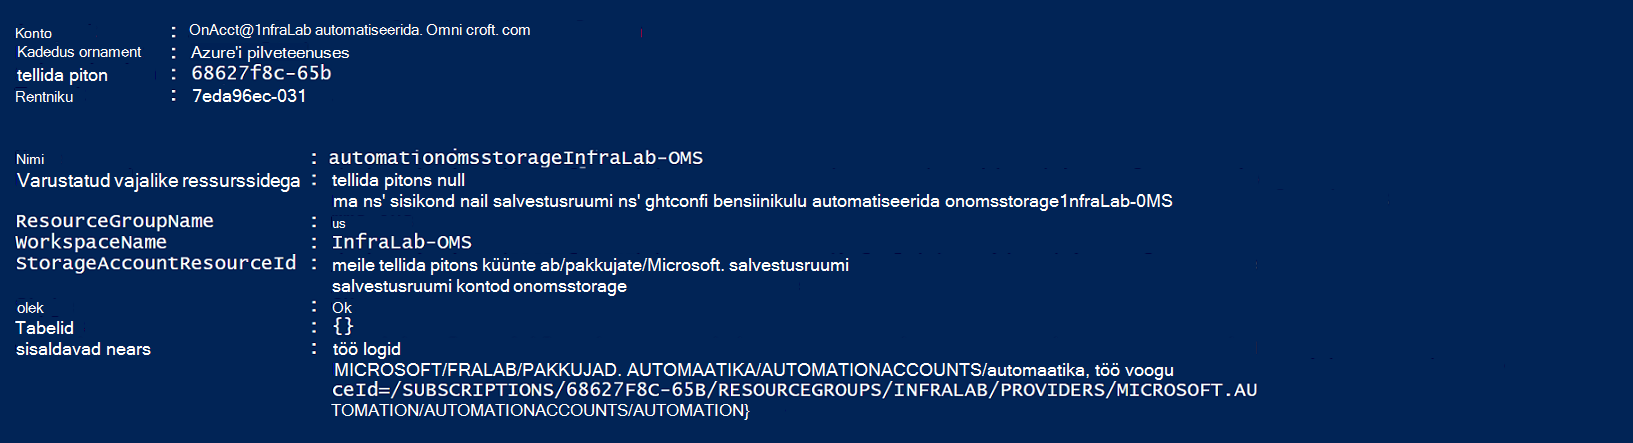 Konto : OnAcct@1nfraLab automatiseerida. Omni croft. com
Kadedus ornament : Azure'i pilveteenuses
tellida piton : 68627f8c-65b
Rentniku : 7eda96ec-031
Nimi : automationomsstorageInfraLab-OMS
Varustatud vajalike ressurssidega : tellida pitons null
ma ns' sisikond nail salvestusruumi ns' ghtconfi bensiinikulu automatiseerida onomsstorage1nfraLab-0MS
ResourceGroupName : us
WorkspaceName : InfraLab-OMS
StorageAccountResourceId : meile tellida pitons küünte ab/pakkujate/Microsoft. salvestusruumi
salvestusruumi kontod onomsstorage
olek : Ok
Tabelid : {}
sisaldavad nears : töö logid
MICROSOFT/FRALAB/PAKKUJAD. AUTOMAATIKA/AUTOMATIONACCOUNTS/automaatika, töö voogu
ceId=/SUBSCRIPTIONS/68627F8C-65B/RESOURCEGROUPS/INFRALAB/PROVIDERS/MICROSOFT.AU
TOMATION/AUTOMATIONACCOUNTS/AUTOMATION}